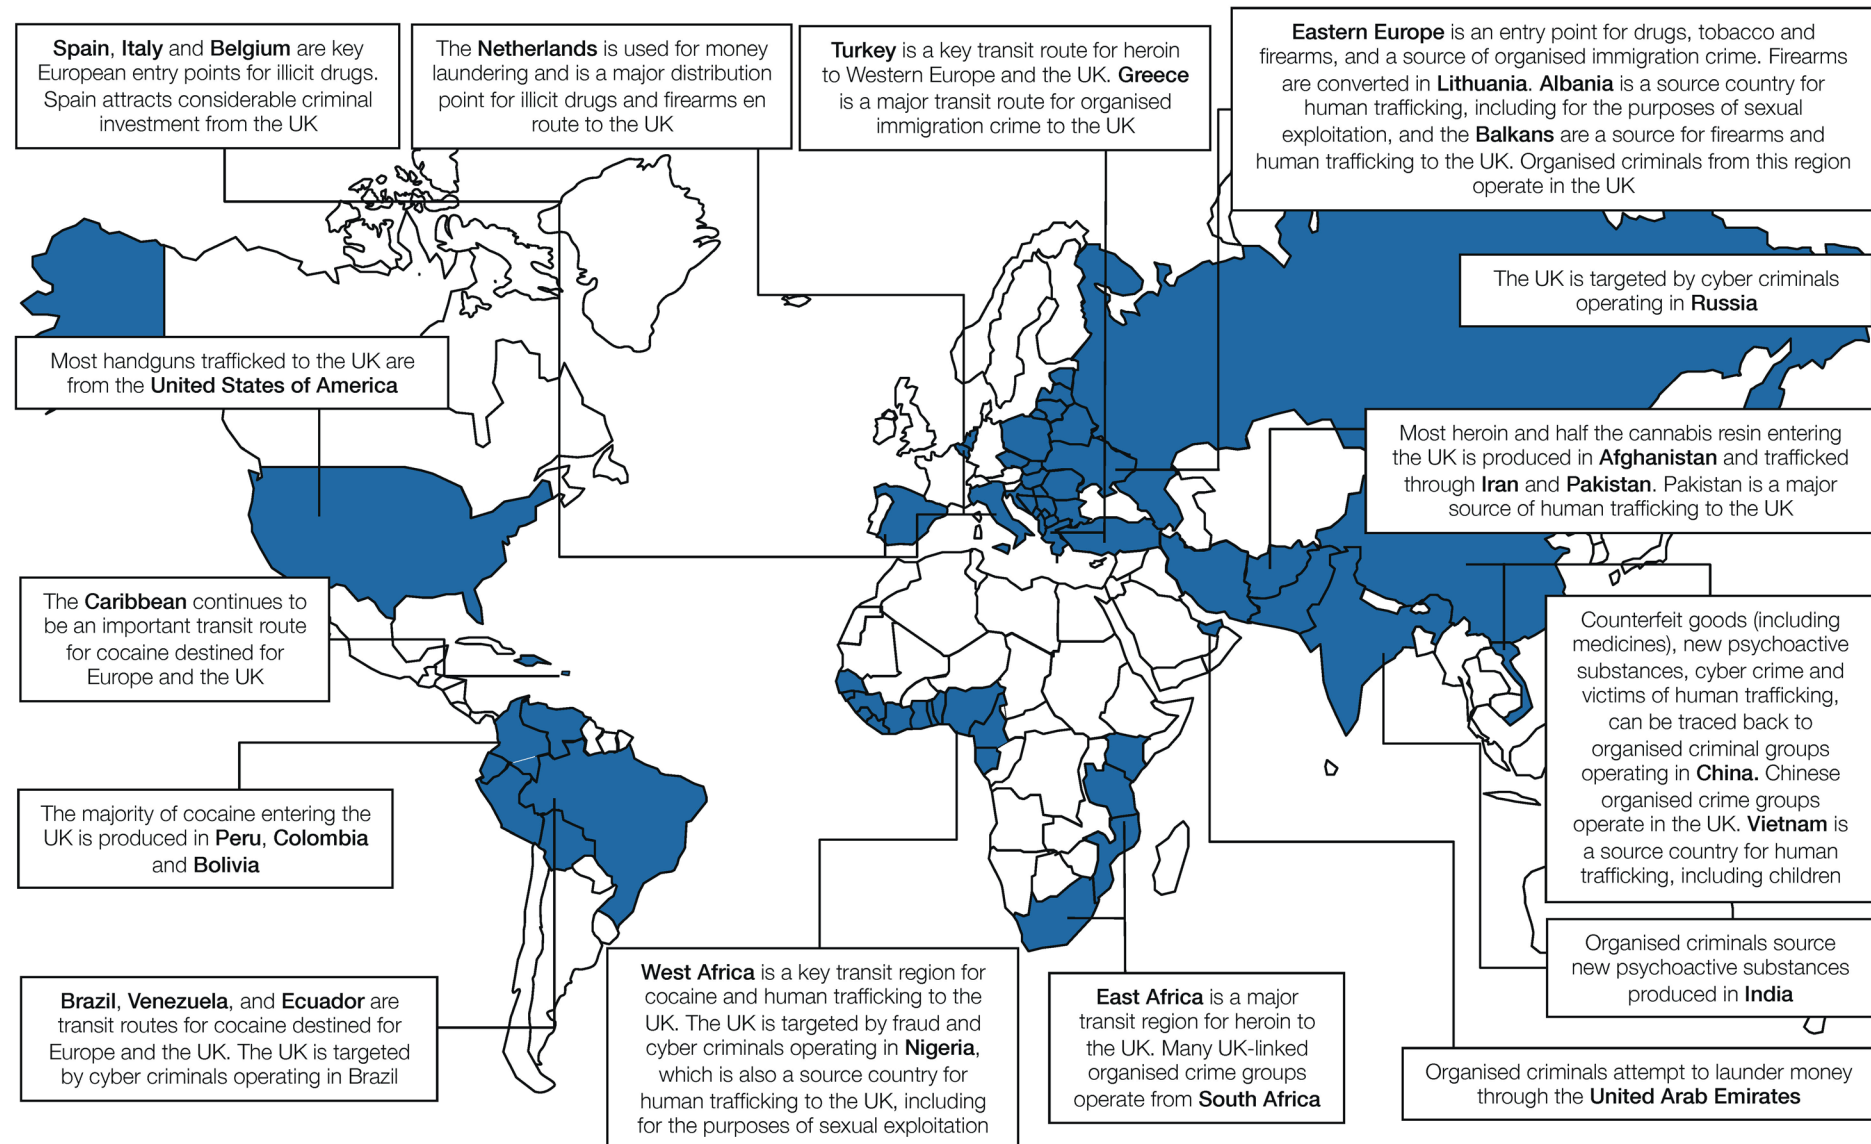 Spain, Italy and Belgium are key
European entry points for illicit drugs.
Spain attracts considerable criminal
investment from the UK
The Netherlands is used for money
laundering and is a major distribution
point for illicit drugs and firearms en
route to the UK
Turkey is a key transit route for heroin
to Western Europe and the UK. Greece
is a major transit route for organised
immigration crime to the UK
Eastern Europe is an entry point for drugs, tobacco and
firearms, and a source of organised immigration crime. Firearms
are converted in Lithuania. Albania is a source country for
human trafficking, including for the purposes of sexual
exploitation, and the Balkans are a source for firearms and
human trafficking to the UK. Organised criminals from this region
operate in the UK
The UK is targeted by cyber criminals
operating in Russia
Most handguns trafficked to the UK are
from the United States of America
Most heroin and half the cannabis resin entering
the UK is produced in Afghanistan and trafficked
through Iran and Pakistan. Pakistan is a major
source of human trafficking to the UK
The Caribbean continues to
be an important transit route
for cocaine destined for
Europe and the UK
Counterfeit goods (including
medicines), new psychoactive
substances, cyber crime and
victims of human trafficking,
can be traced back to
organised criminal groups
operating in China. Chinese
organised crime groups
operate in the UK. Vietnam is
a source country for human
trafficking, including children
The majority of cocaine entering the
UK is produced in Peru, Colombia
and Bolivia
Organised criminals source
new psychoactive substances
produced in India
Brazil, Venezuela, and Ecuador are
transit routes for cocaine destined for
Europe and the UK. The UK is targeted
by cyber criminals operating in Brazil
West Africa is a key transit region for
cocaine and human trafficking to the
UK. The UK is targeted by fraud and
cyber criminals operating in Nigeria,
which is also a source country for
human trafficking to the UK, including
for the purposes of sexual exploitation
East Africa is a major
transit region for heroin to
the UK. Many UK-linked
organised crime groups
operate from South Africa
Organised criminals attempt to launder money
through the United Arab Emirates